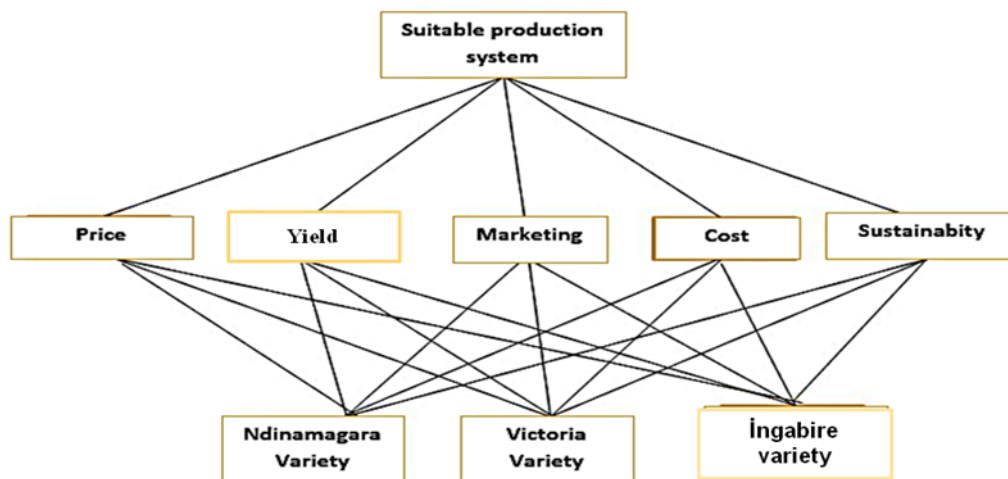 Suitable production
system
Price
Yield
Marketing
Cost
Sustainabity
Ndinamagara
Variety
Victoria
Variety
İngabire
variety